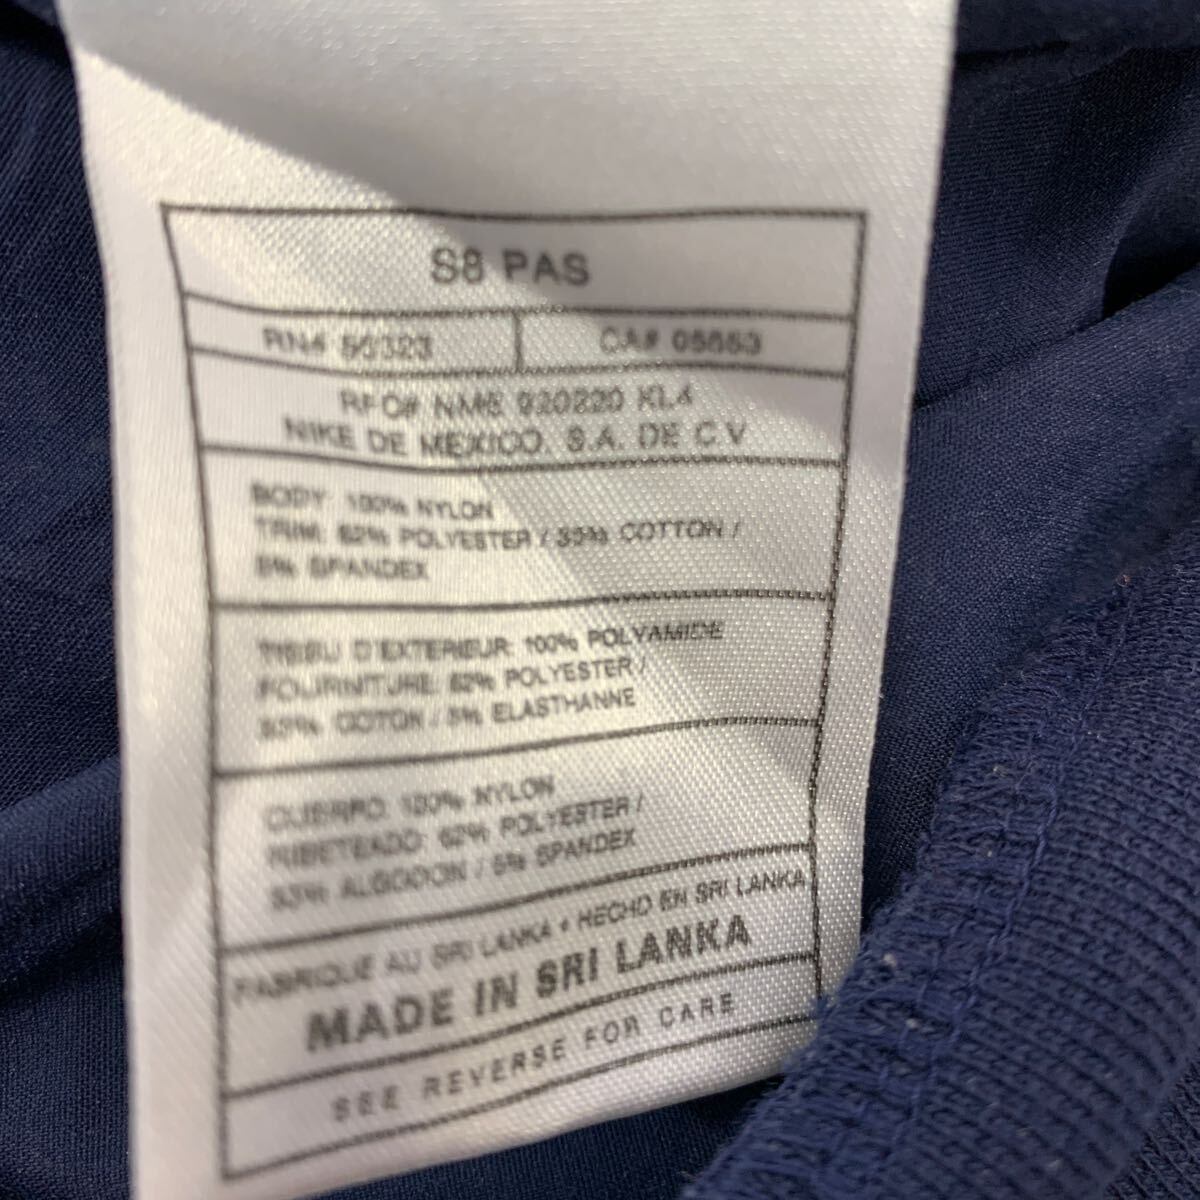 S8 PAS
RN# 56323
CA# 05553
RFC# NME 920220 KL4
NIKE DE MEXICO, S.A. DE C.V
BODY: 100% NYLON
TRIM: 62% POLYESTER / 33% COTTON /
5% SPANDEX
TISSU D'EXTERIEUR: 100% POLYAMIDE
FOURNITURE: 62% POLYESTER /
33% COTON / 5% ELASTHANNE
CUERPO: 100% NYLON
RIBETEADO: 62% POLYESTER /
33% ALGODON / 5% SPANDEX
FABRIQUE AU SRI LANKA • HECHO EN SRI LANKA
MADE IN SRI LANKA
SEE REVERSE FOR CARE